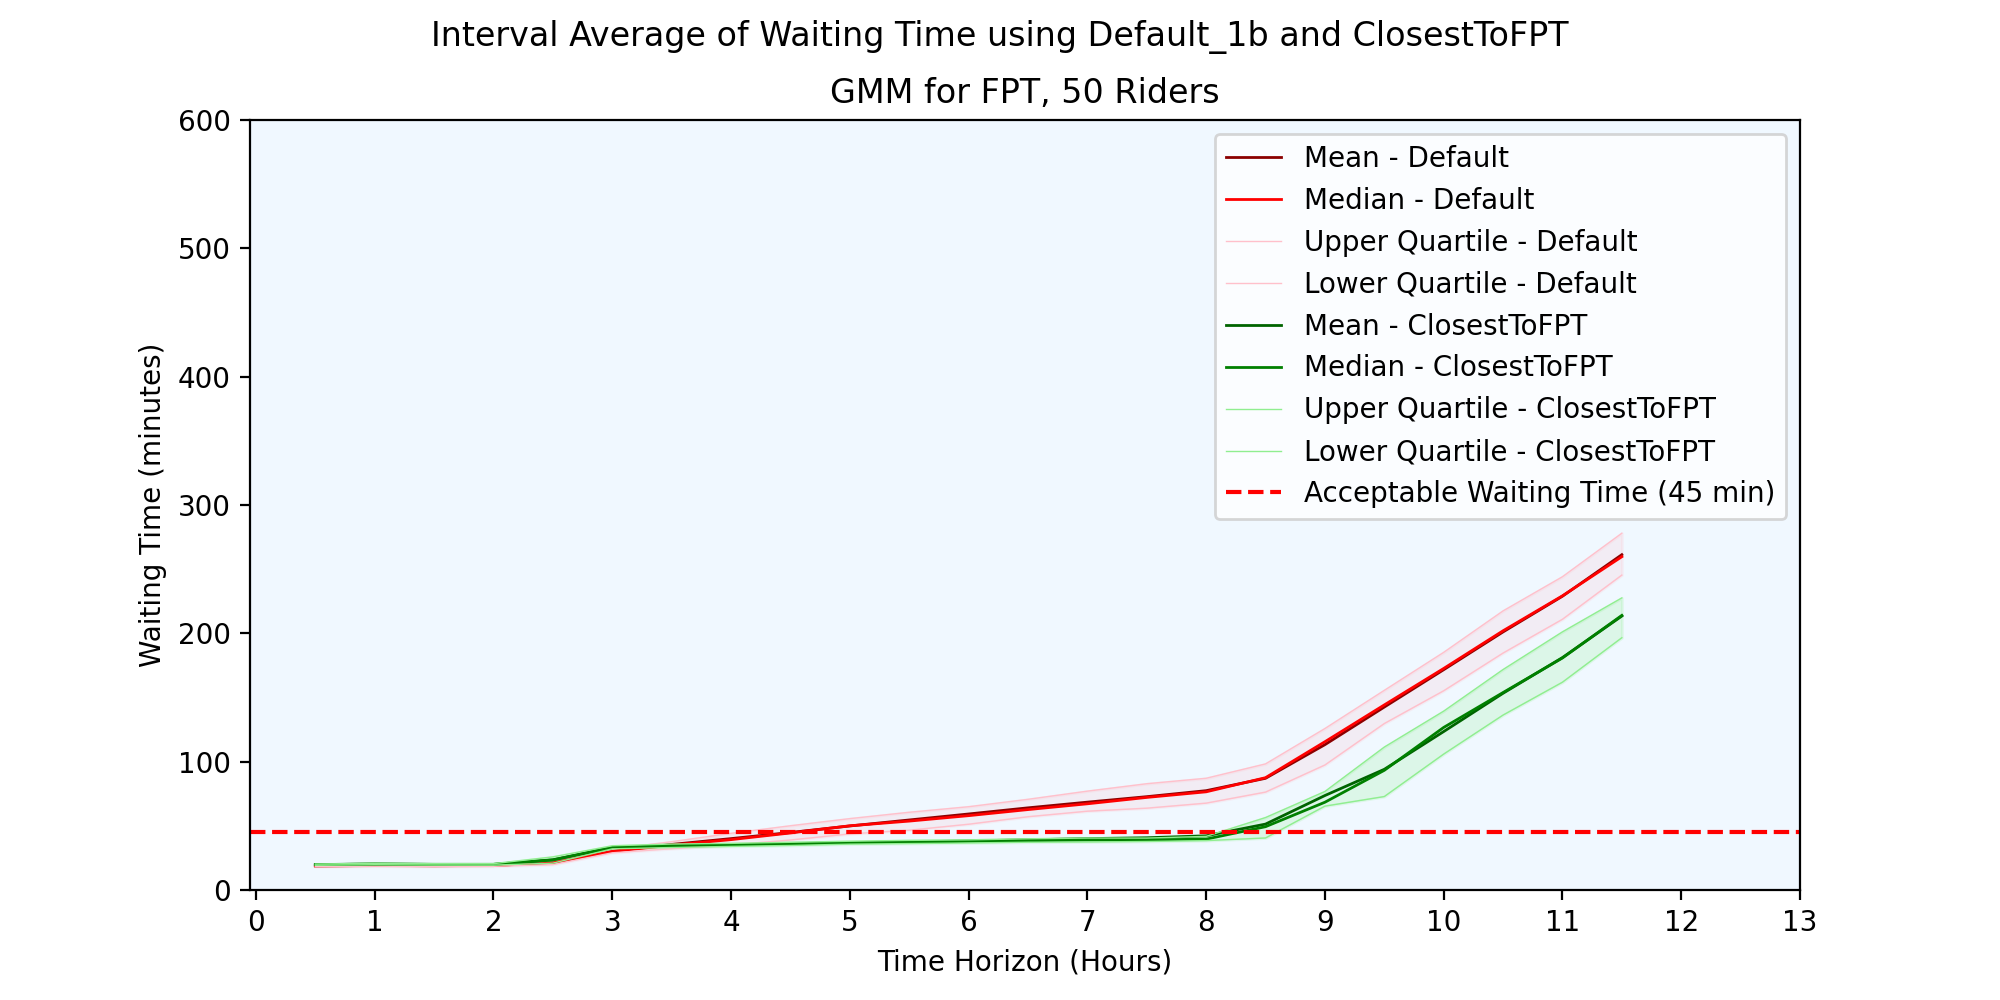 Interval Average of Waiting Time using Default_1b and ClosestToFPT
GMM for FPT, 50 Riders
600
500
400
300
200
100
0
Waiting Time (minutes)
Mean - Default
Median - Default
Upper Quartile - Default
Lower Quartile - Default
Mean - ClosestToFPT
Median - ClosestToFPT
Upper Quartile - ClosestToFPT
Lower Quartile - ClosestToFPT
Acceptable Waiting Time (45 min)
0 1 2 3 4 5 6 7 8 9 10 11 12 13
Time Horizon (Hours)